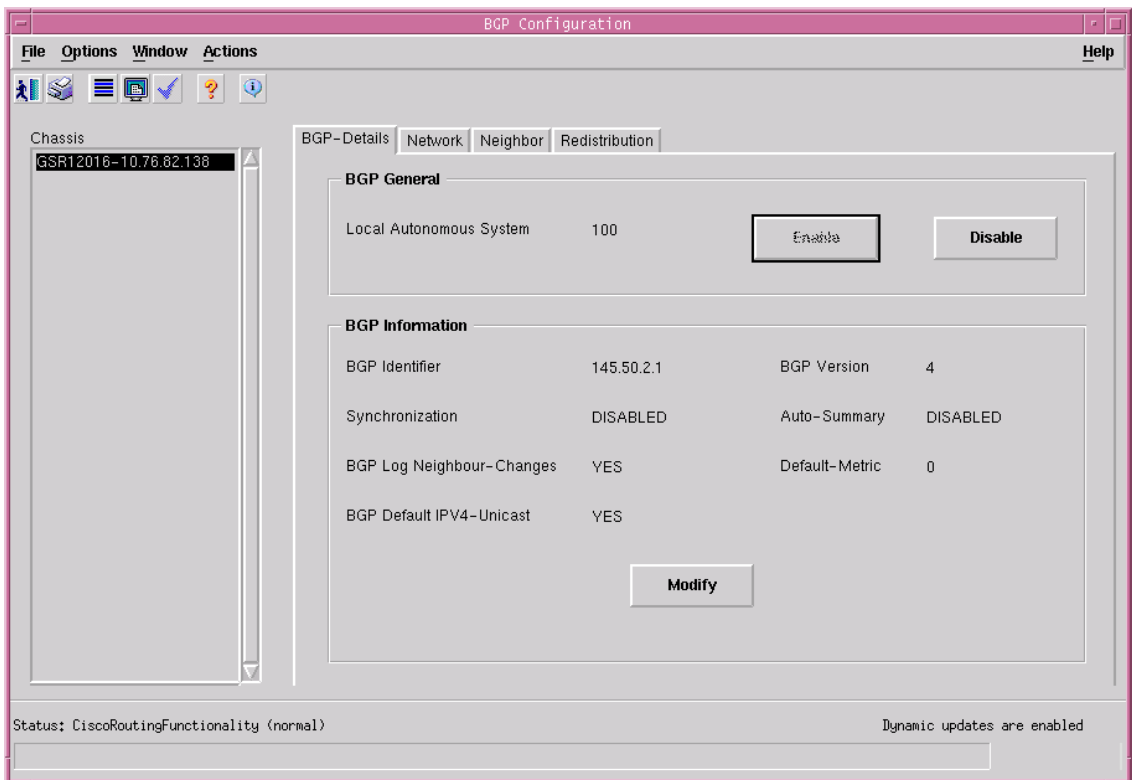 BGP Configuration
File Options Window Actions Help
Chassis
GSR12016-10.76.82.138
BGP-Details Network Neighbor Redistribution
BGP General
Local Autonomous System 100 Enable Disable
BGP Information
BGP Identifier 145.50.2.1 BGP Version 4
Synchronization DISABLED Auto-Summary DISABLED
BGP Log Neighbour-Changes YES Default-Metric 0
BGP Default IPV4-Unicast YES
Modify
Status: CiscoRoutingFunctionality (normal) Dynamic updates are enabled